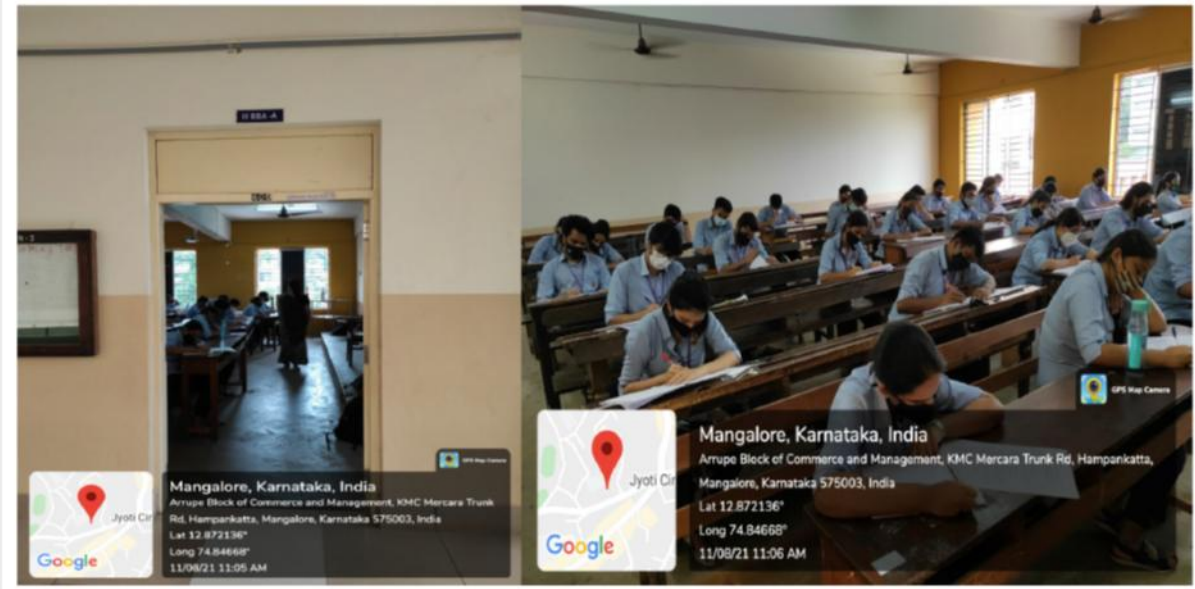 II BBA -A
GPS Map Camera
Jyoti Cir
Google
Mangalore, Karnataka, India
Arrupe Block of Commerce and Management, KMC Mercara Trunk
Rd, Hampankatta, Mangalore, Karnataka 575003, India
Lat 12.872136°
Long 74.84668°
11/08/21 11:05 AM
GPS Map Camera
Jyoti Cir
Google
Mangalore, Karnataka, India
Arrupe Block of Commerce and Management, KMC Mercara Trunk Rd, Hampankatta,
Mangalore, Karnataka 575003, India
Lat 12.872136°
Long 74.84668°
11/08/21 11:06 AM